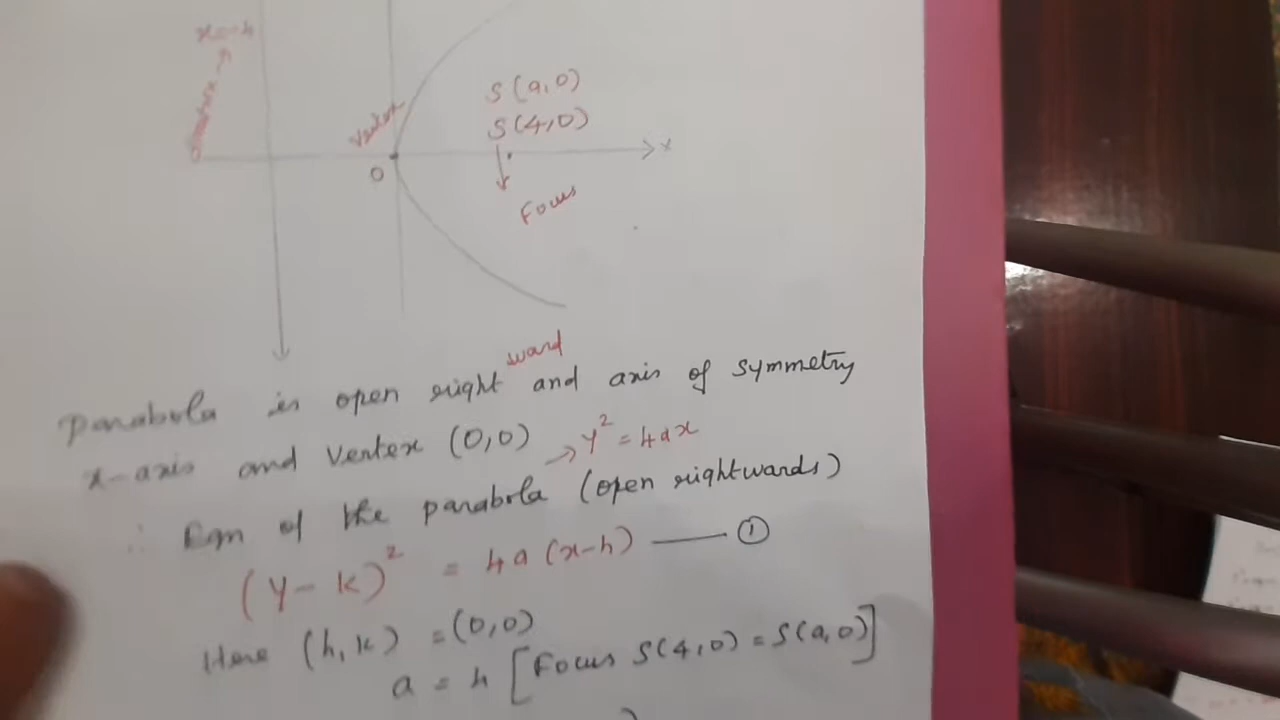 x=-4
S(a,0)
Vertex
S(4,0)
x
0
Focus
ward
Parabola is open right and axis of symmetry
x-axis and vertex (0,0)
→ y² = 4ax
∴ Eqn of the parabola (open rightwards)
(y-k)² = 4a(x-h) —— ①
Here (h,k) = (0,0)
a = 4 [Focus S(4,0) = S(a,0)]